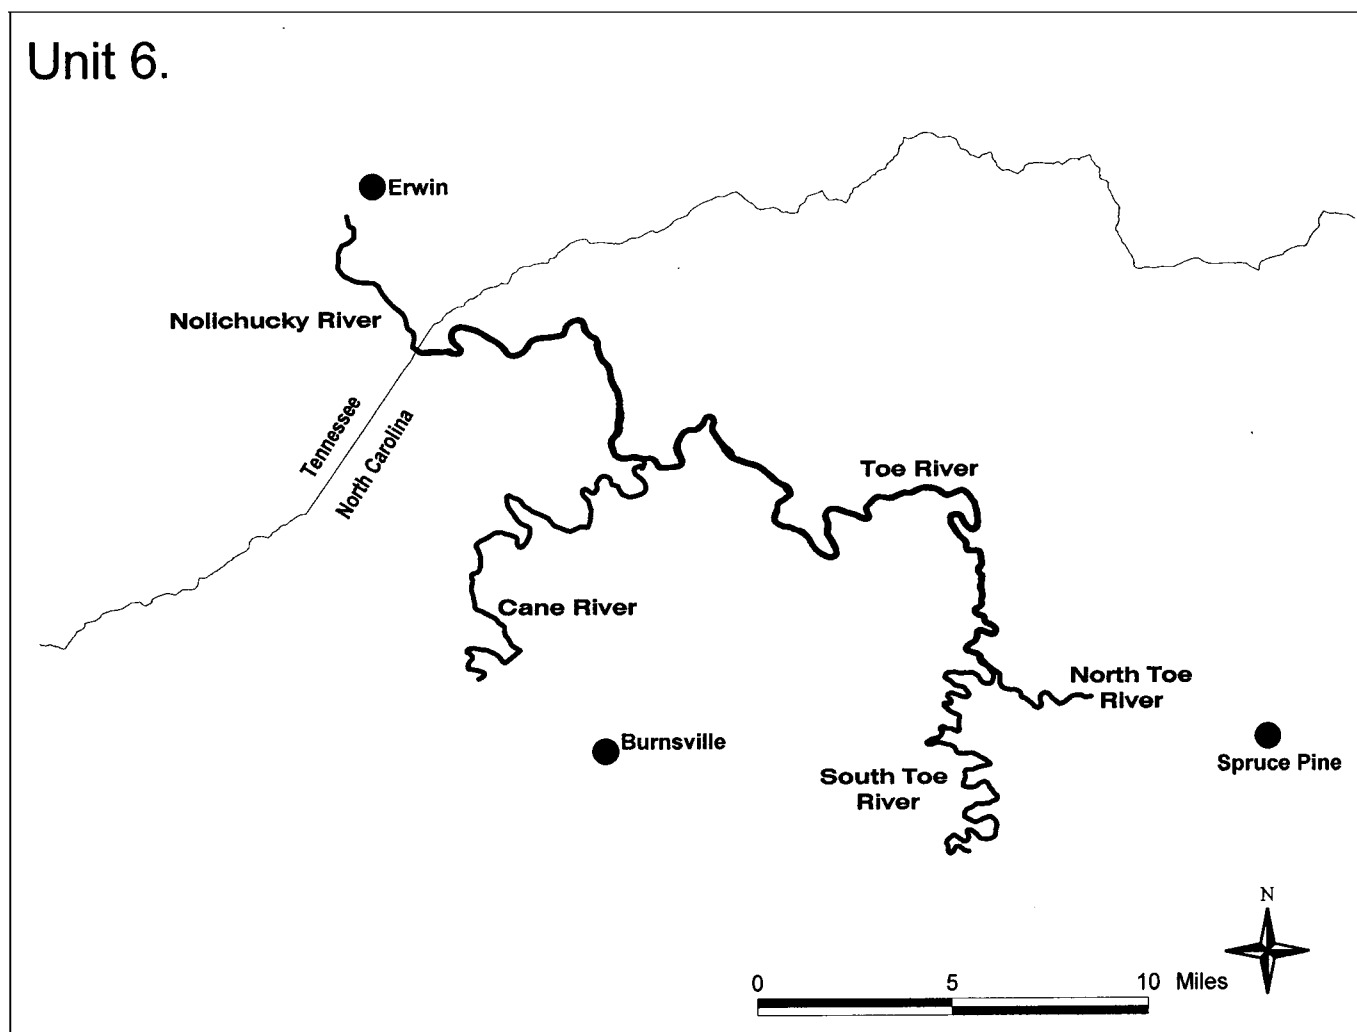 Unit 6.
Erwin
Nolichucky River
Tennessee
North Carolina
Toe River
Cane River
North Toe
River
Burnsville
South Toe
River
Spruce Pine
N
0 5 10 Miles